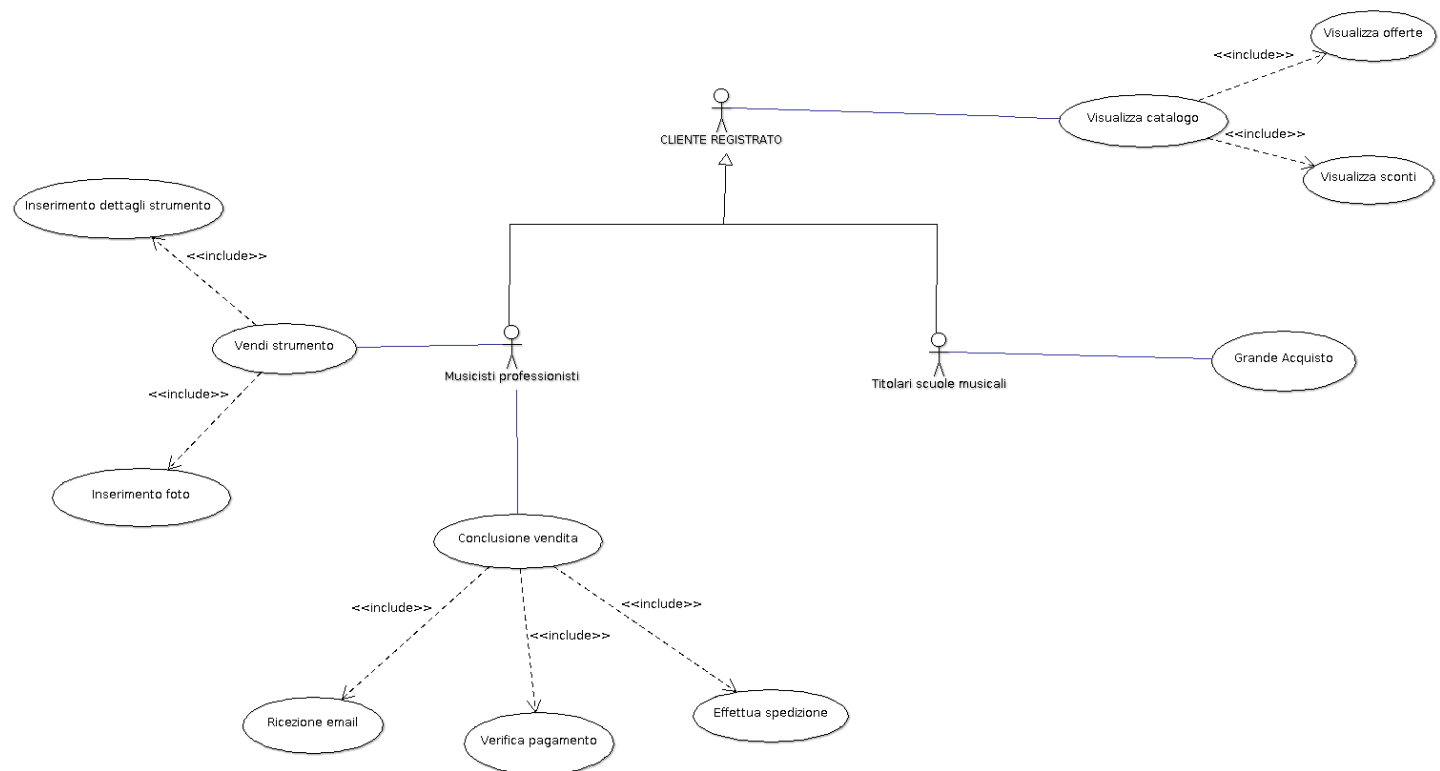 Visualizza offerte
<<include>>
CLIENTE REGISTRATO
Visualizza catalogo
<<include>>
Visualizza sconti
Inserimento dettagli strumento
<<include>>
Vendi strumento
Musicisti professionisti
Titolari scuole musicali
Grande Acquisto
<<include>>
Inserimento foto
Conclusione vendita
<<include>>
<<include>>
<<include>>
Ricezione email
Verifica pagamento
Effettua spedizione